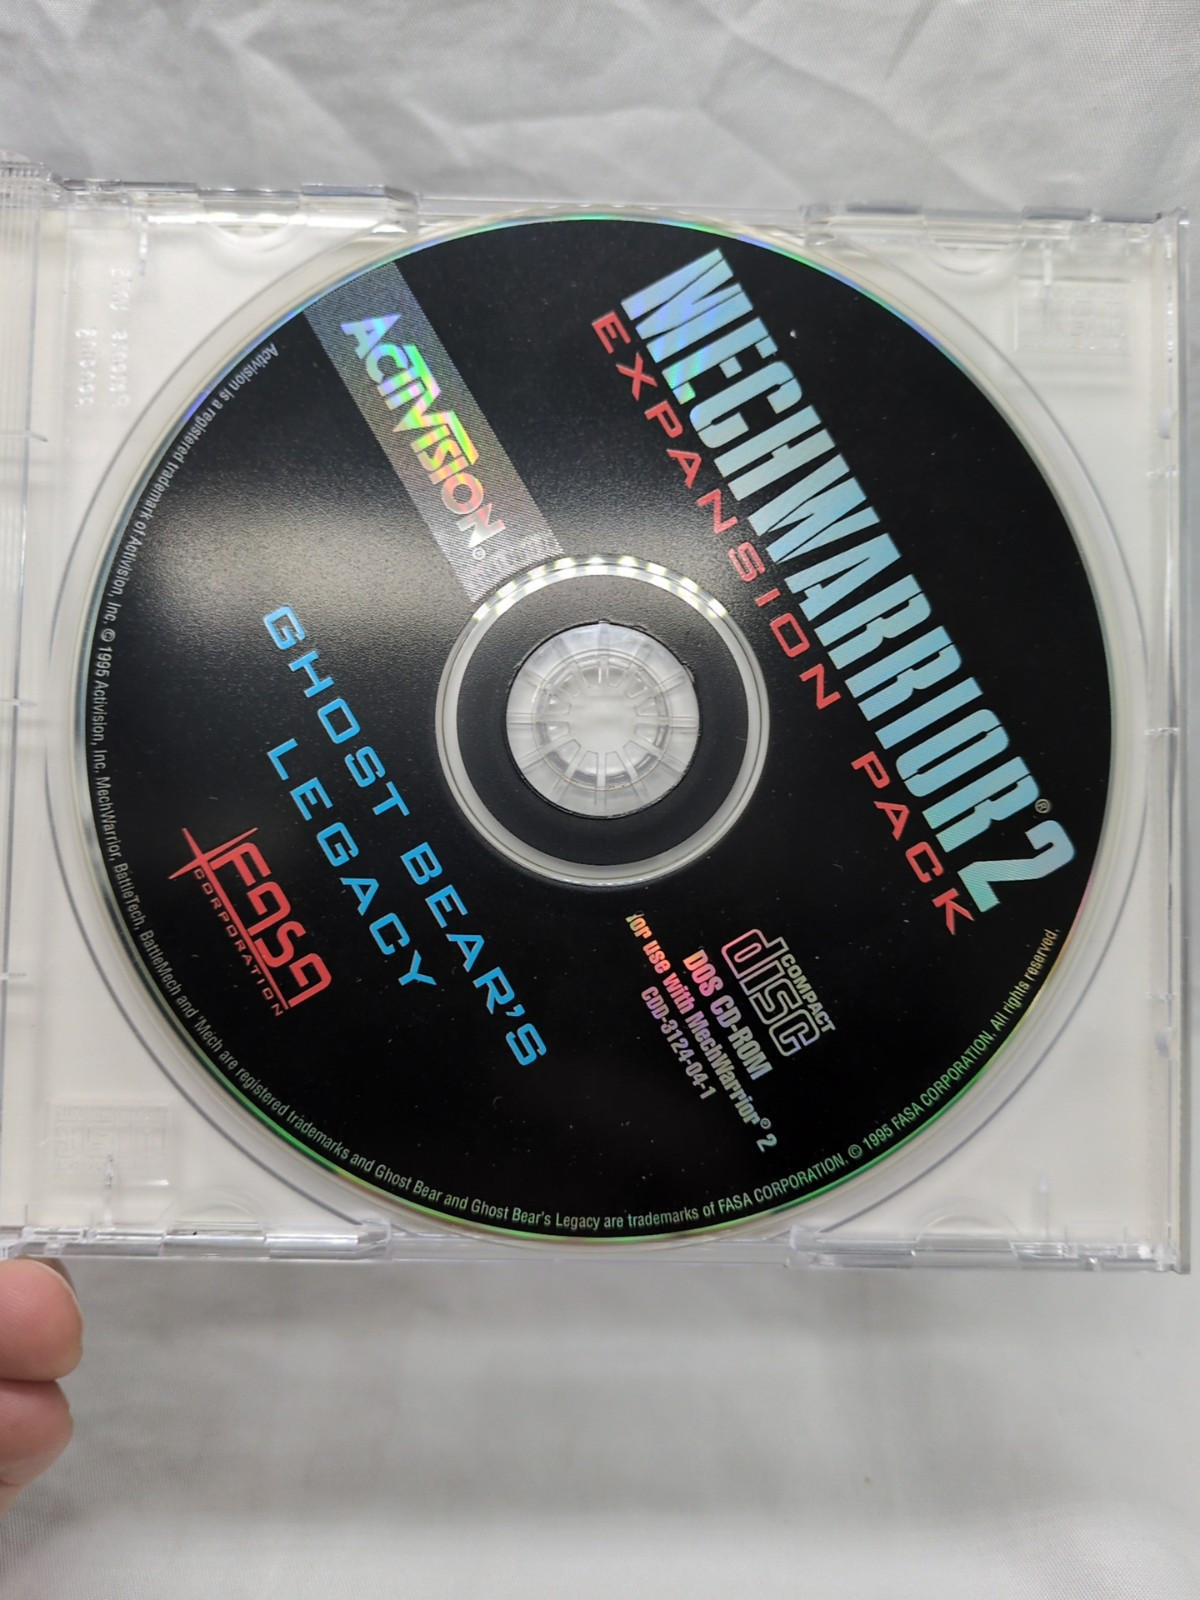 MECHWARRIOR® 2
EXPANSION PACK
ACTIVISION®
COMPACT
disc
DOS CD-ROM
for use with MechWarrior® 2
CDD-3124-04-1
GHOST BEAR'S
LEGACY
FASA
CORPORATION
Activision is a registered trademark of Activision, Inc. © 1995 Activision, Inc. MechWarrior, BattleTech, BattleMech and 'Mech are registered trademarks and Ghost Bear and Ghost Bear's Legacy are trademarks of FASA CORPORATION. © 1995 FASA CORPORATION. All rights reserved.